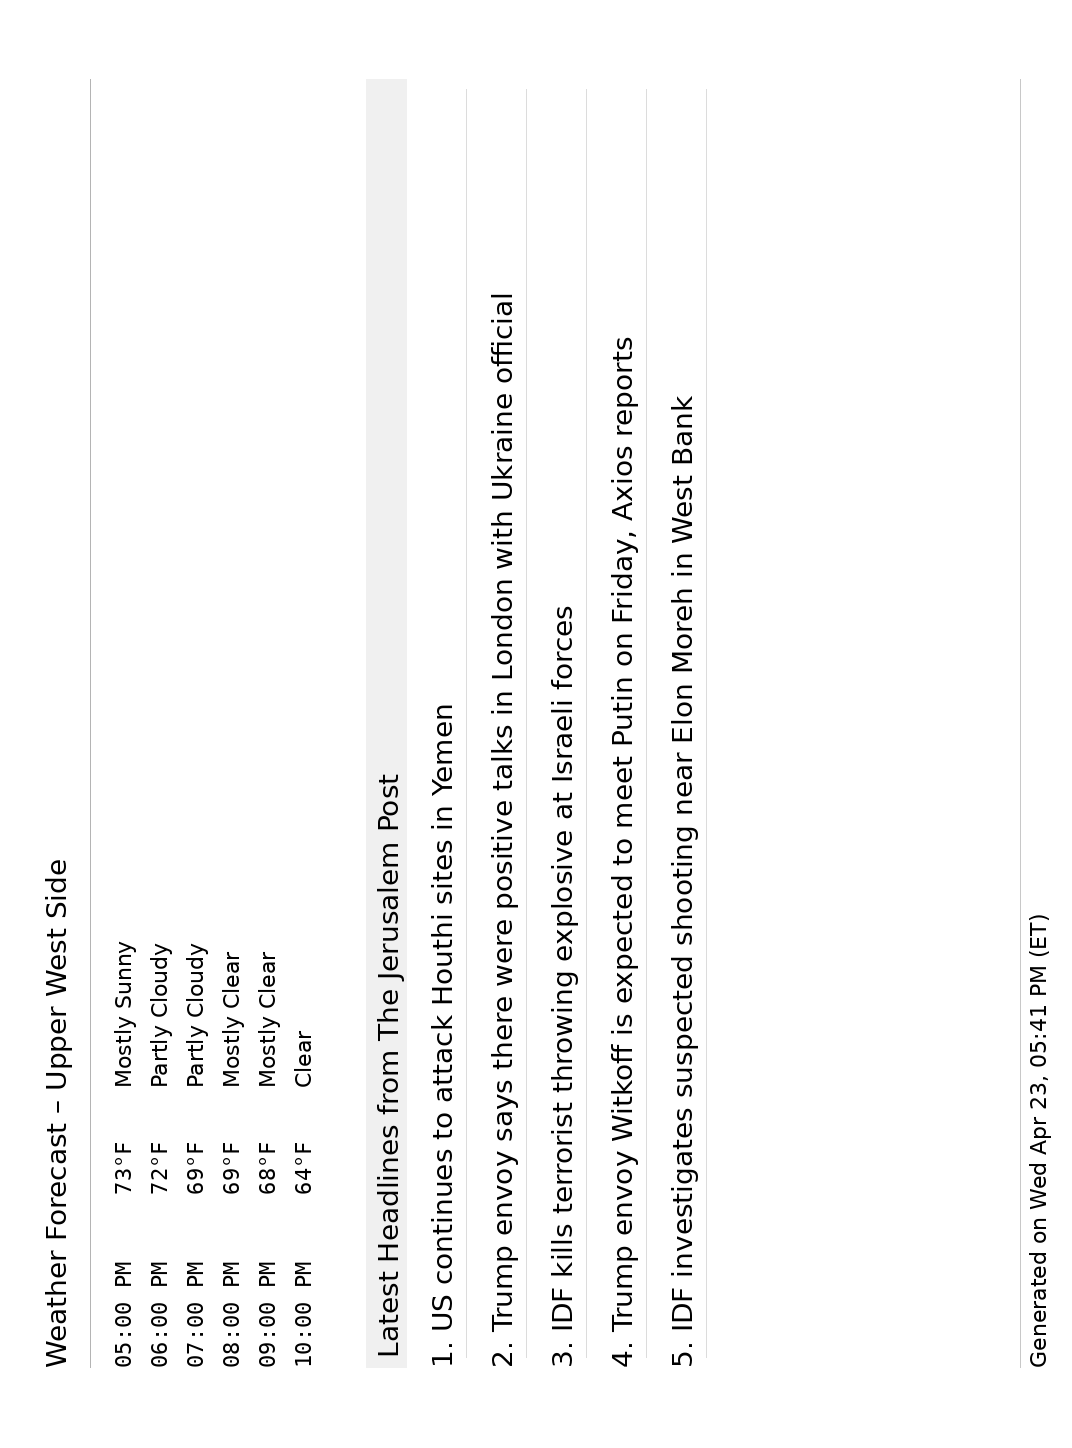 Weather Forecast – Upper West Side
05:00 PM 73°F Mostly Sunny
06:00 PM 72°F Partly Cloudy
07:00 PM 69°F Partly Cloudy
08:00 PM 69°F Mostly Clear
09:00 PM 68°F Mostly Clear
10:00 PM 64°F Clear
Latest Headlines from The Jerusalem Post
1. US continues to attack Houthi sites in Yemen
2. Trump envoy says there were positive talks in London with Ukraine official
3. IDF kills terrorist throwing explosive at Israeli forces
4. Trump envoy Witkoff is expected to meet Putin on Friday, Axios reports
5. IDF investigates suspected shooting near Elon Moreh in West Bank
Generated on Wed Apr 23, 05:41 PM (ET)